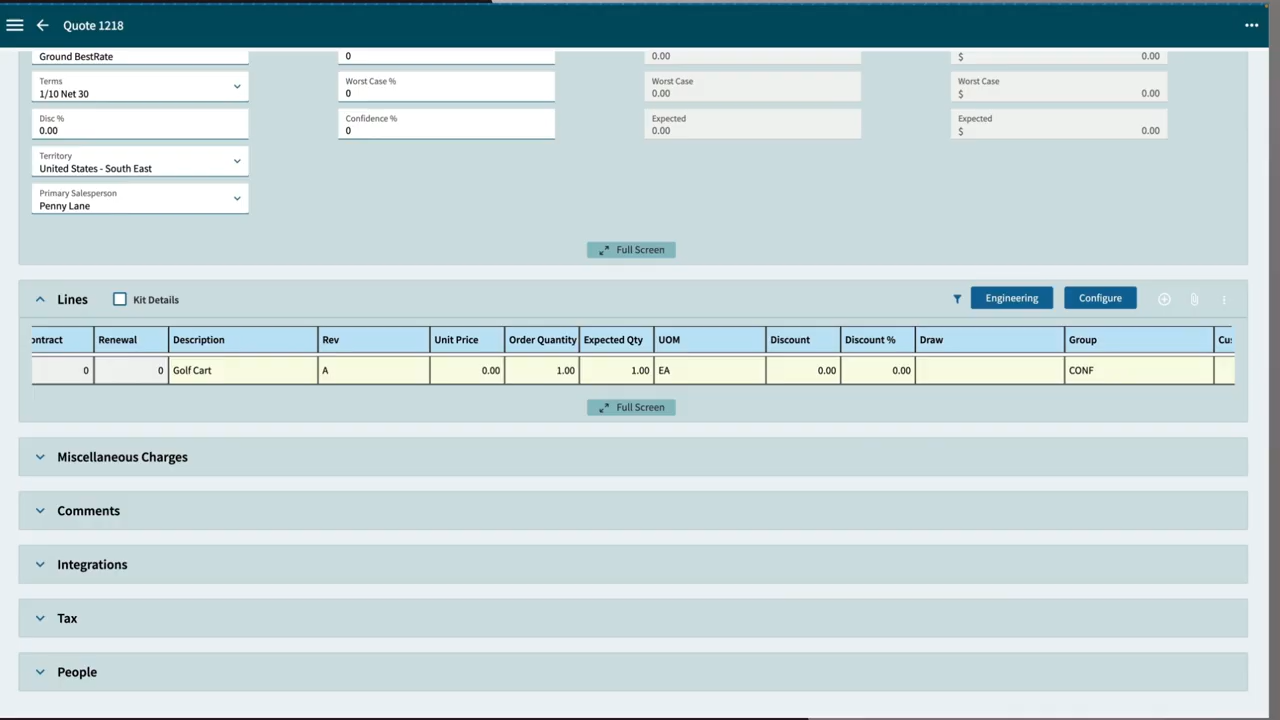 Quote 1218
Ground BestRate
0
0.00
$ 0.00
Terms
1/10 Net 30
Worst Case %
0
Worst Case
0.00
Worst Case
$ 0.00
Disc %
0.00
Confidence %
0
Expected
0.00
Expected
$ 0.00
Territory
United States - South East
Primary Salesperson
Penny Lane
Full Screen
Lines Kit Details Engineering Configure
ontract Renewal Description Rev Unit Price Order Quantity Expected Qty UOM Discount Discount % Draw Group Cu
0 0 Golf Cart A 0.00 1.00 1.00 EA 0.00 0.00 CONF
Full Screen
Miscellaneous Charges
Comments
Integrations
Tax
People